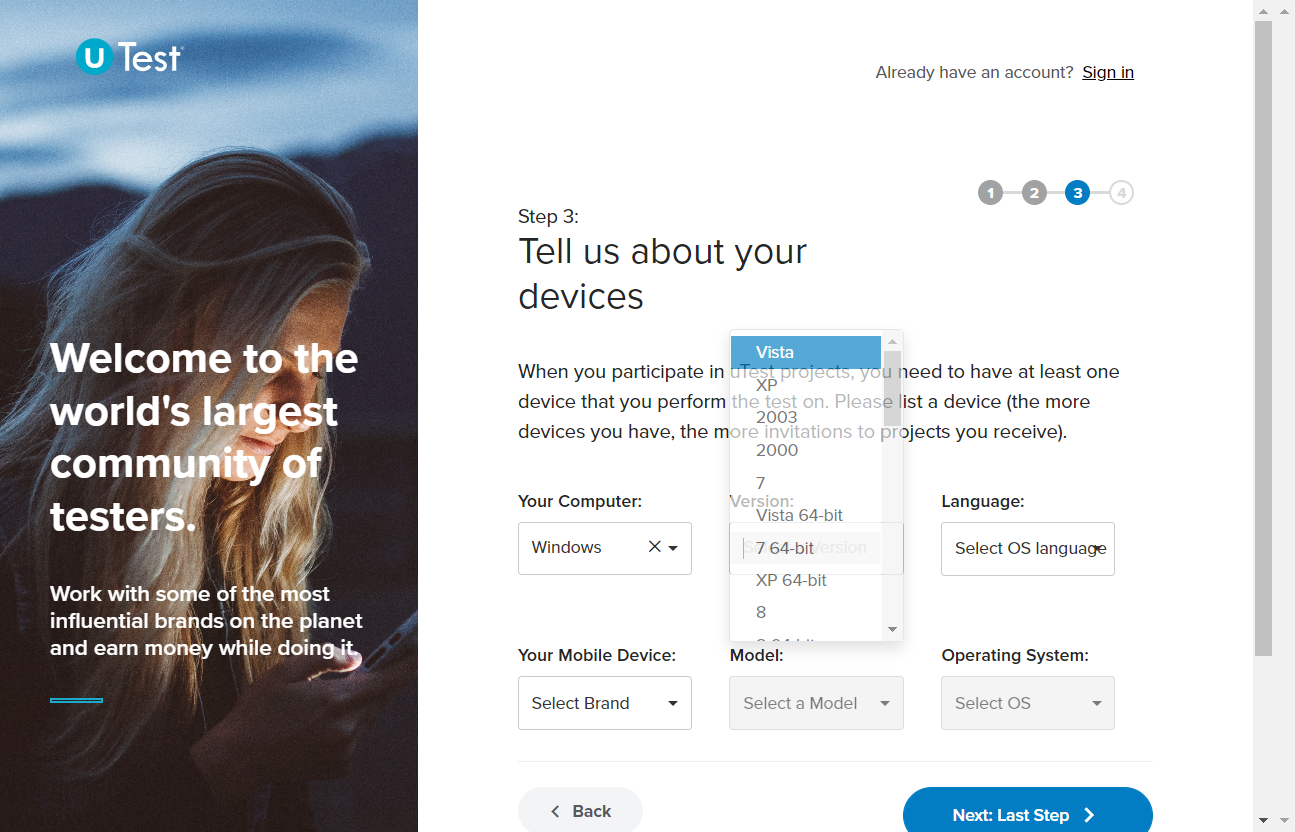 U Test
Already have an account? Sign in
1 2 3 4
Step 3:
Tell us about your
devices
Welcome to the
world's largest
community of
testers.
Work with some of the most
influential brands on the planet
and earn money while doing it.
When you participate in uTest projects, you need to have at least one
device that you perform the test on. Please list a device (the more
devices you have, the more invitations to projects you receive).
Your Computer:
Windows
Version:
Vista
XP
2003
2000
7
Vista 64-bit
7 64-bit
XP 64-bit
8
Language:
Select OS language
Your Mobile Device:
Select Brand
Model:
Select a Model
Operating System:
Select OS
Back
Next: Last Step